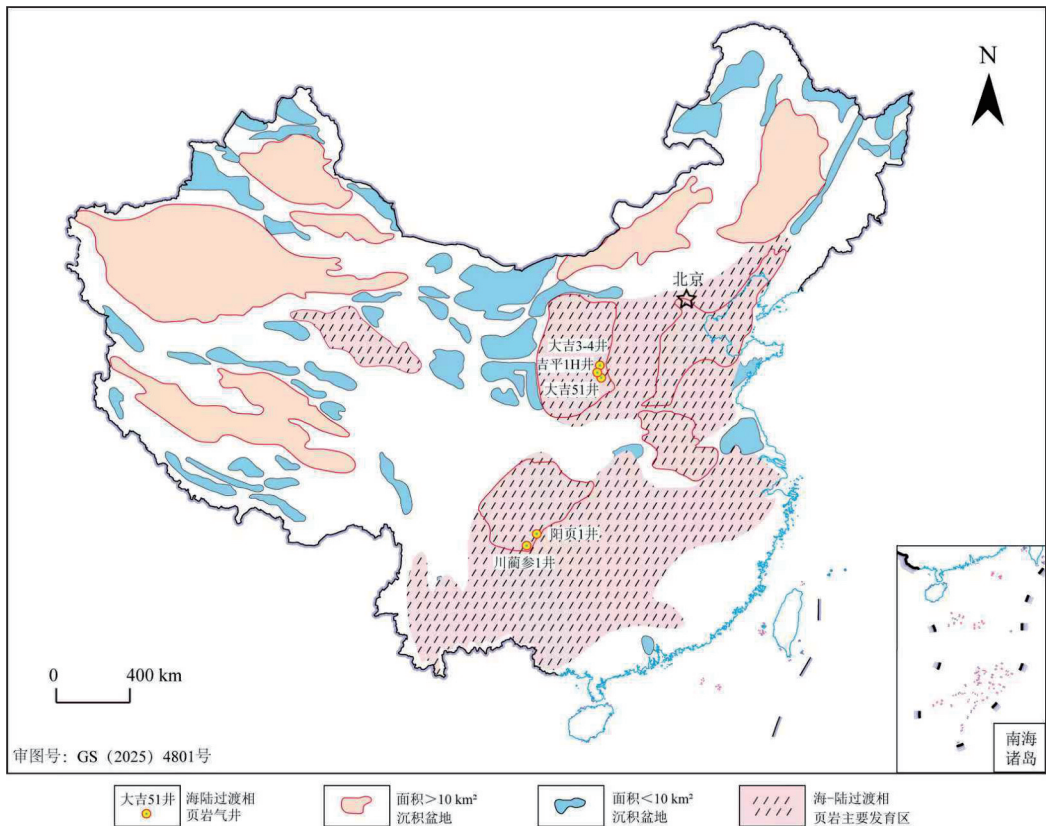 N
北京
大吉3-4井
吉平1H井
大吉51井
阳页1井
川蔺参1井
0 400 km
审图号：GS（2025）4801号
南海
诸岛
大吉51井
海陆过渡相
页岩气井
面积>10 km²
沉积盆地
面积<10 km²
沉积盆地
海-陆过渡相
页岩主要发育区